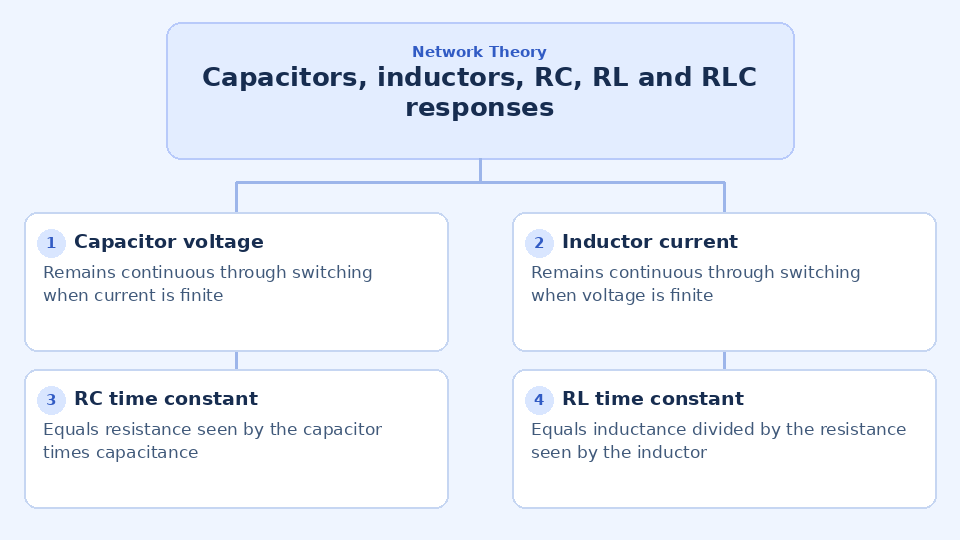 Network Theory
Capacitors, inductors, RC, RL and RLC
responses
1 Capacitor voltage
Remains continuous through switching
when current is finite
2 Inductor current
Remains continuous through switching
when voltage is finite
3 RC time constant
Equals resistance seen by the capacitor
times capacitance
4 RL time constant
Equals inductance divided by the resistance
seen by the inductor